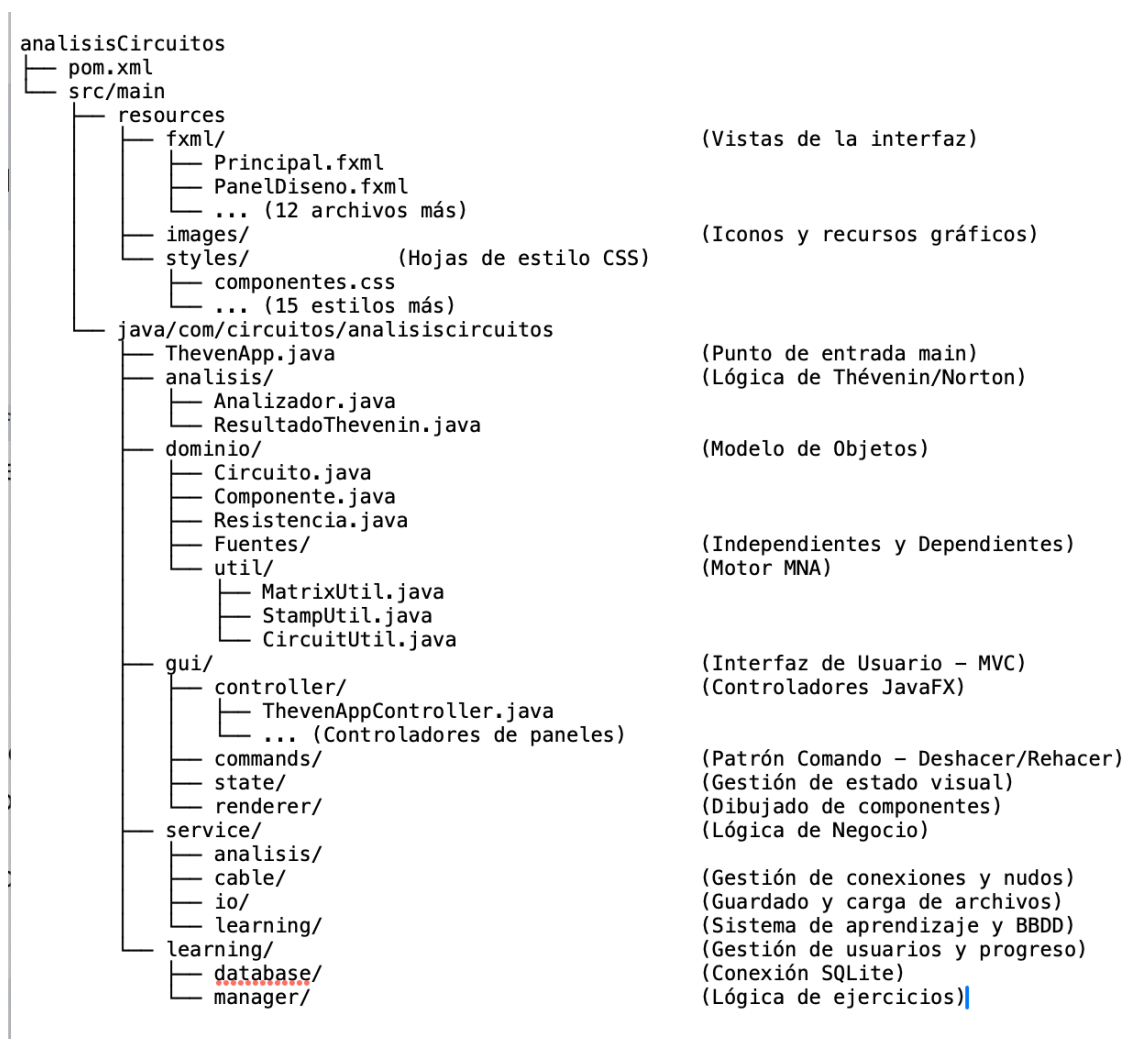 analisisCircuitos
├── pom.xml
└── src/main
    ├── resources
    │   ├── fxml/                                    (Vistas de la interfaz)
    │   │   ├── Principal.fxml
    │   │   ├── PanelDiseno.fxml
    │   │   └── ... (12 archivos más)
    │   ├── images/                                  (Iconos y recursos gráficos)
    │   └── styles/            (Hojas de estilo CSS)
    │       ├── componentes.css
    │       └── ... (15 estilos más)
    └── java/com/circuitos/analisiscircuitos
        ├── ThevenApp.java                           (Punto de entrada main)
        ├── analisis/                                (Lógica de Thévenin/Norton)
        │   ├── Analizador.java
        │   └── ResultadoThevenin.java
        ├── dominio/                                 (Modelo de Objetos)
        │   ├── Circuito.java
        │   ├── Componente.java
        │   ├── Resistencia.java
        │   ├── Fuentes/                             (Independientes y Dependientes)
        │   └── util/                                (Motor MNA)
        │       ├── MatrixUtil.java
        │       ├── StampUtil.java
        │       └── CircuitUtil.java
        ├── gui/                                     (Interfaz de Usuario – MVC)
        │   ├── controller/                          (Controladores JavaFX)
        │   │   ├── ThevenAppController.java
        │   │   └── ... (Controladores de paneles)
        │   ├── commands/                            (Patrón Comando – Deshacer/Rehacer)
        │   ├── state/                               (Gestión de estado visual)
        │   └── renderer/                            (Dibujado de componentes)
        ├── service/                                 (Lógica de Negocio)
        │   ├── analisis/
        │   ├── cable/                               (Gestión de conexiones y nudos)
        │   ├── io/                                  (Guardado y carga de archivos)
        │   └── learning/                            (Sistema de aprendizaje y BBDD)
        └── learning/                                (Gestión de usuarios y progreso)
            ├── database/                            (Conexión SQLite)
            └── manager/                             (Lógica de ejercicios)